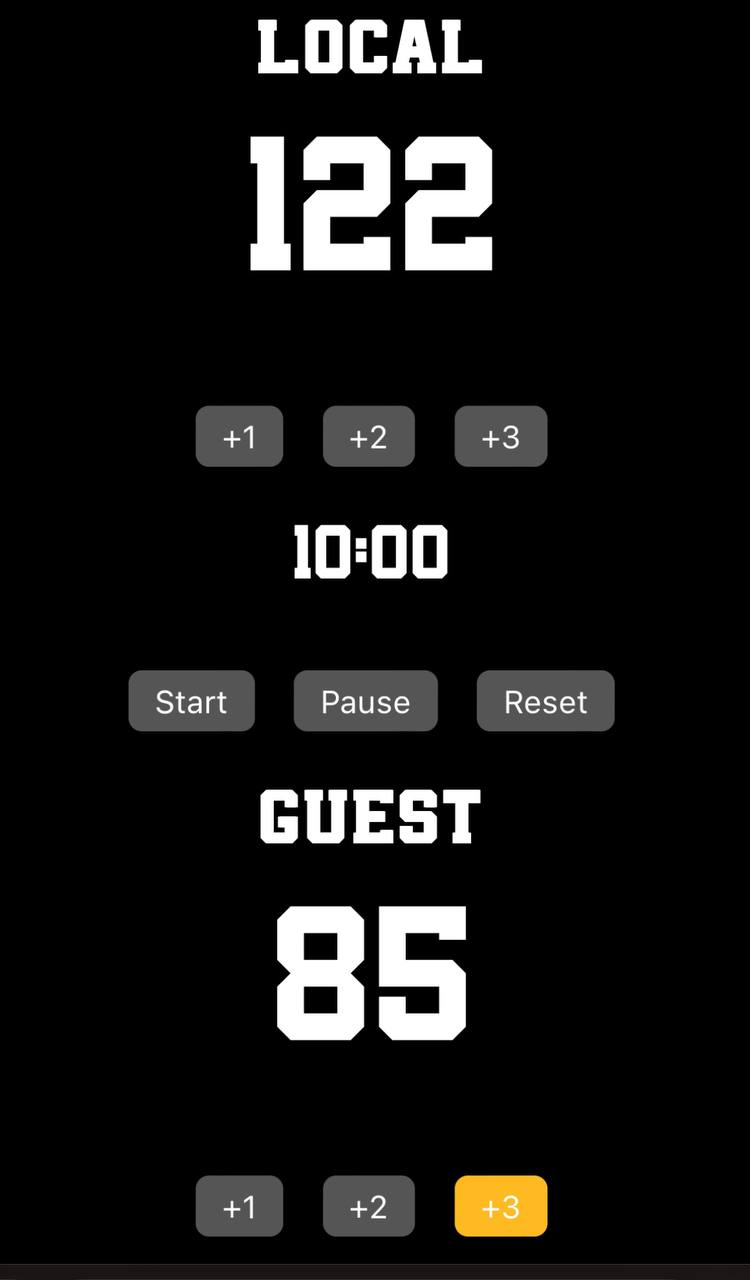 LOCAL
122
+1 +2 +3
10:00
Start Pause Reset
GUEST
85
+1 +2 +3